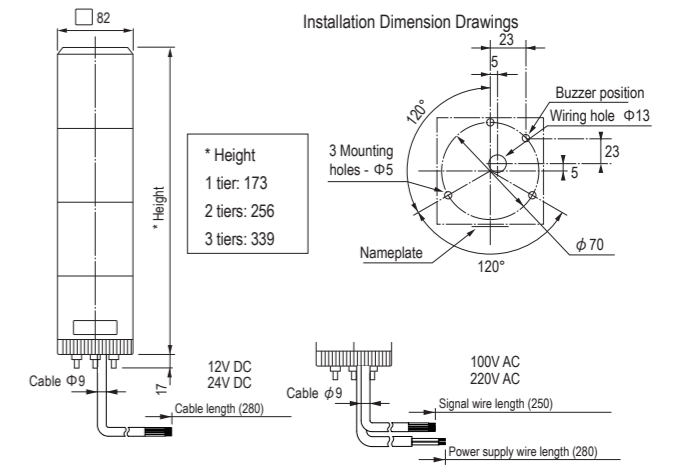 82
Installation Dimension Drawings
23
5
120°
Buzzer position
Wiring hole Φ13
23
5
3 Mounting
holes - Φ5
Nameplate
φ 70
120°
* Height
* Height
1 tier: 173
2 tiers: 256
3 tiers: 339
Cable Φ9
17
12V DC
24V DC
Cable length (280)
100V AC
220V AC
Cable φ9
Signal wire length (250)
Power supply wire length (280)